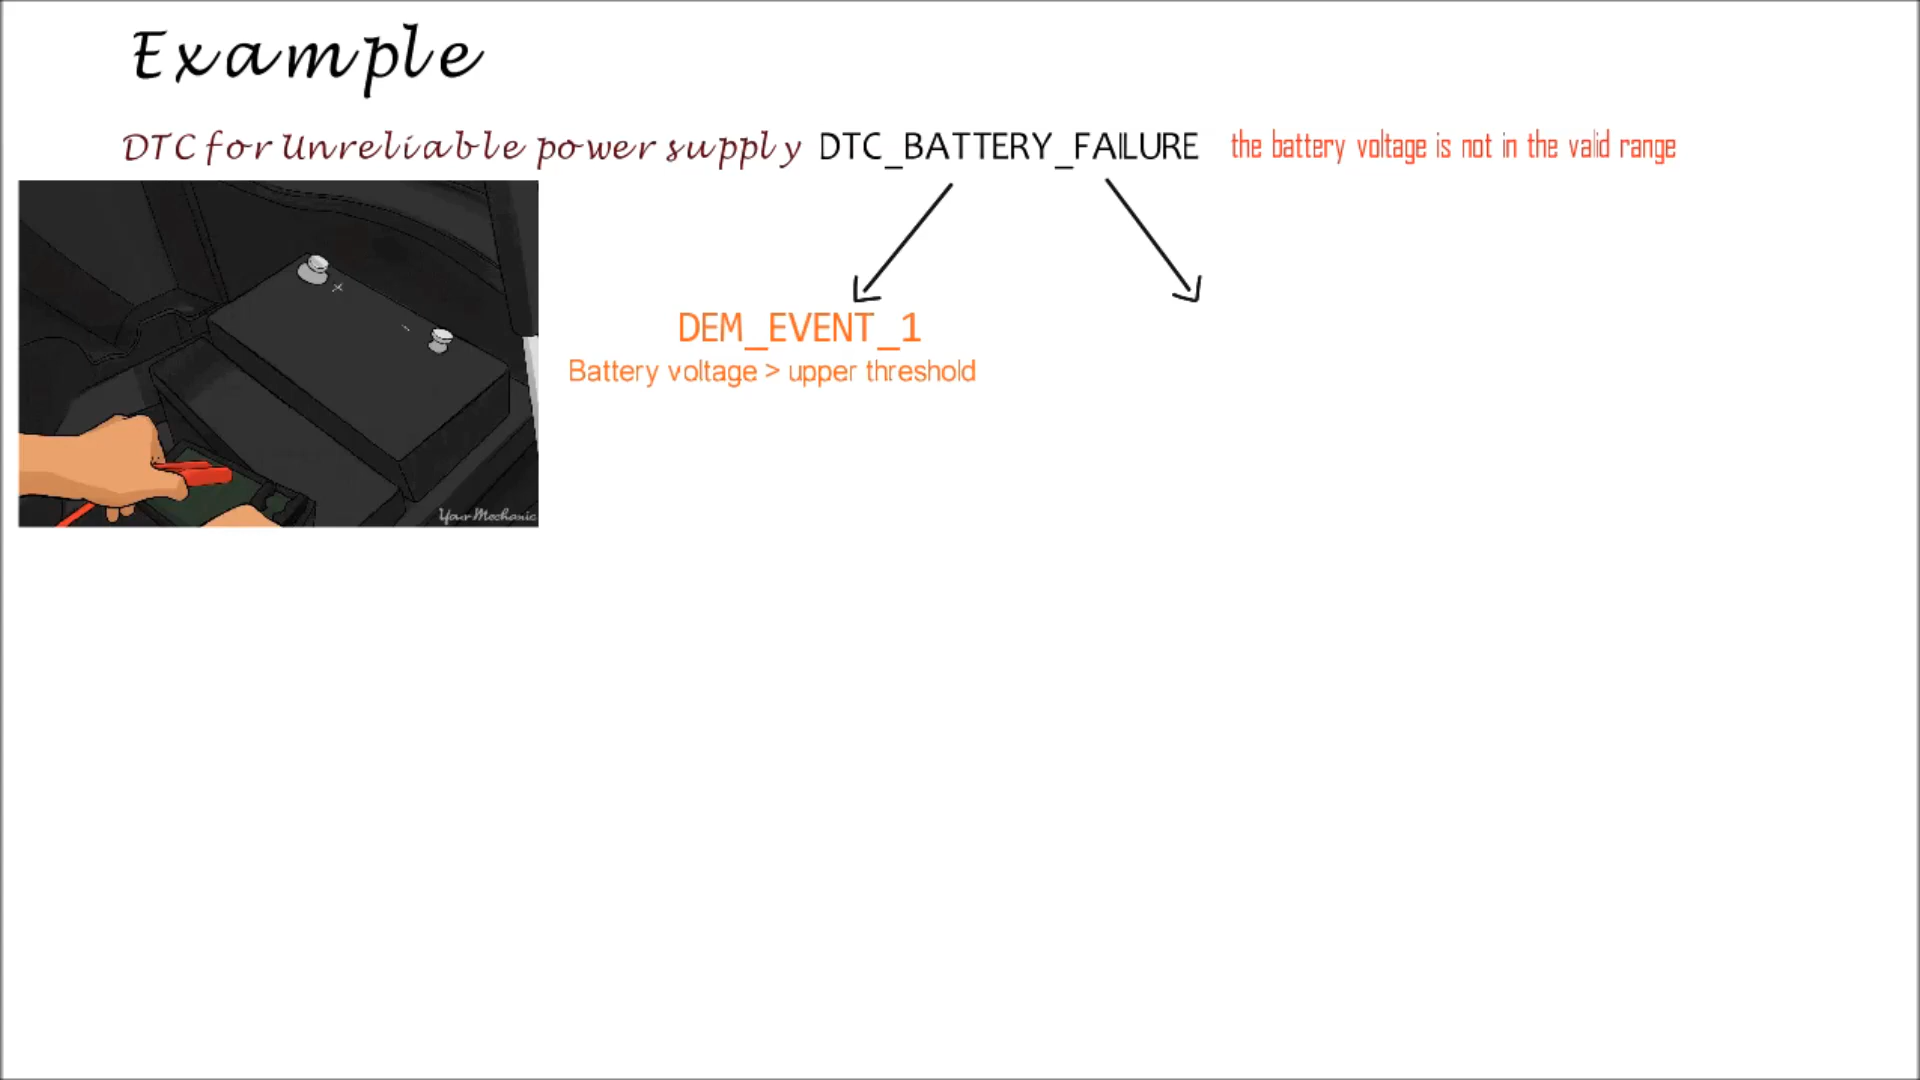 Example
DTC for Unreliable power supply DTC_BATTERY_FAILURE the battery voltage is not in the valid range
DEM_EVENT_1
Battery voltage > upper threshold
YourMechanic